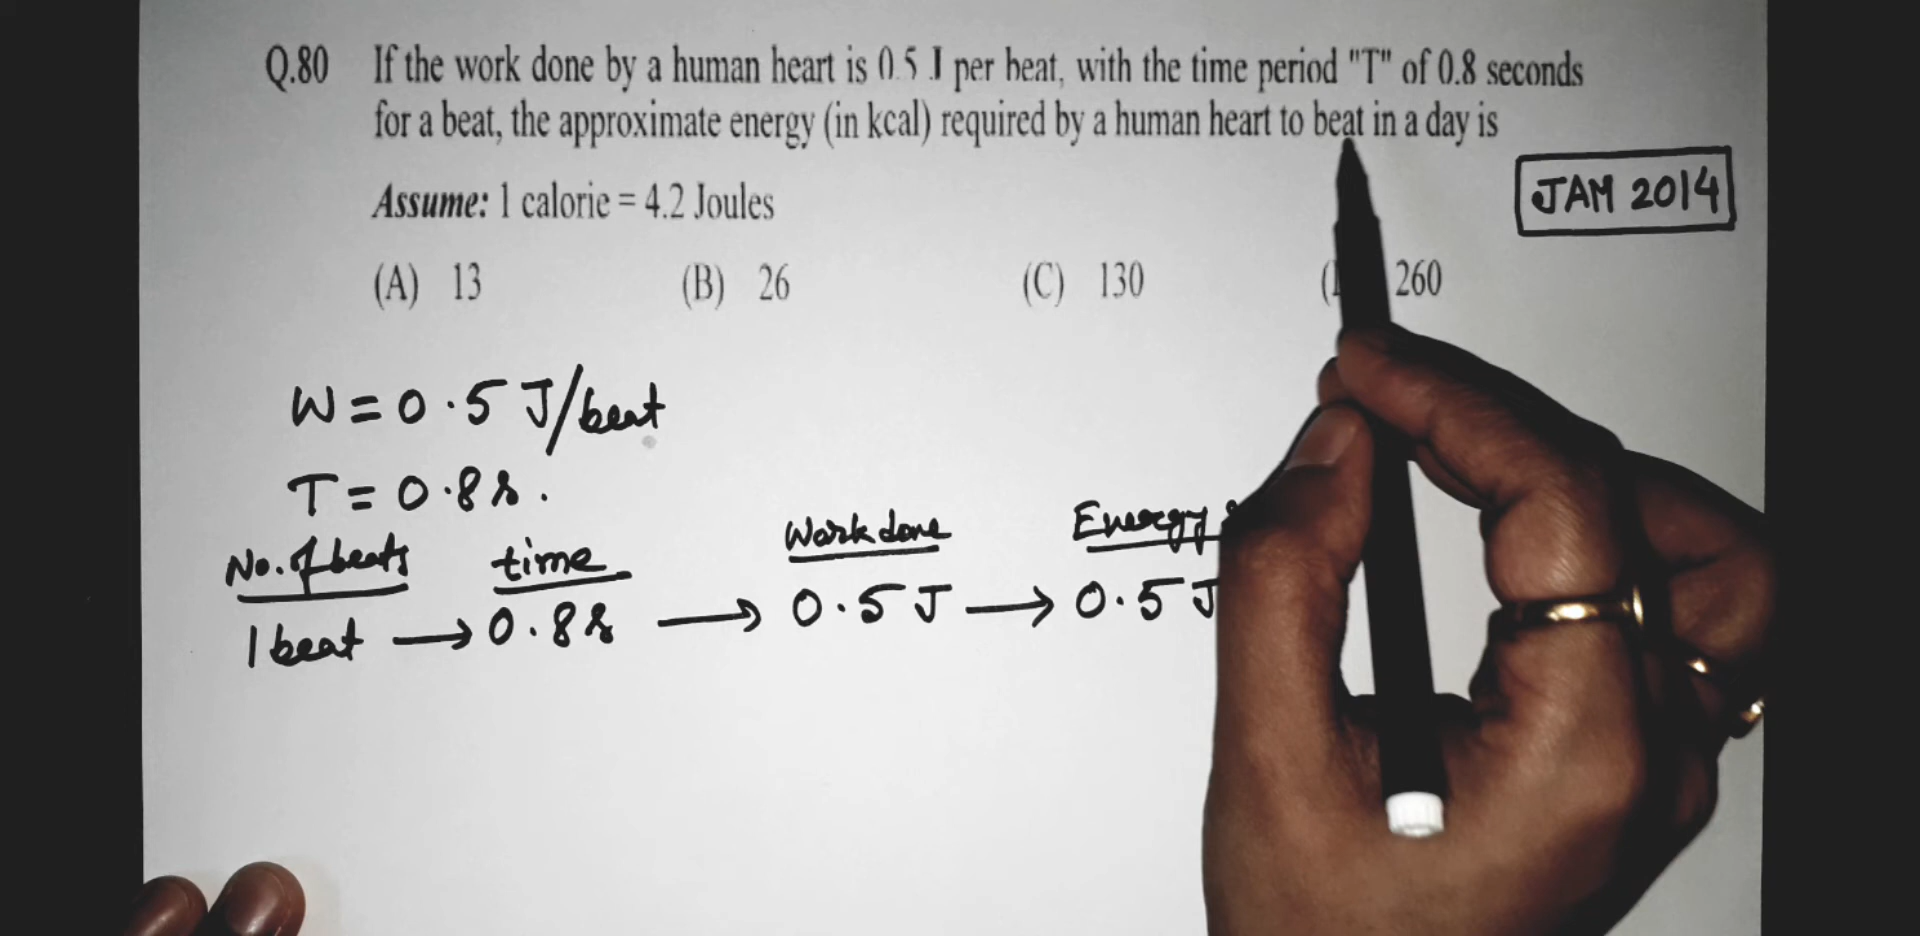 Q.80 If the work done by a human heart is 0.5 J per beat, with the time period "T" of 0.8 seconds
for a beat, the approximate energy (in kcal) required by a human heart to beat in a day is
JAM 2014
Assume: 1 calorie = 4.2 Joules
(A) 13 (B) 26 (C) 130 ( 260
W = 0.5 J/beat
T = 0.8 s.
No. of beats time Work done Energy
1 beat → 0.8 s → 0.5 J → 0.5 J